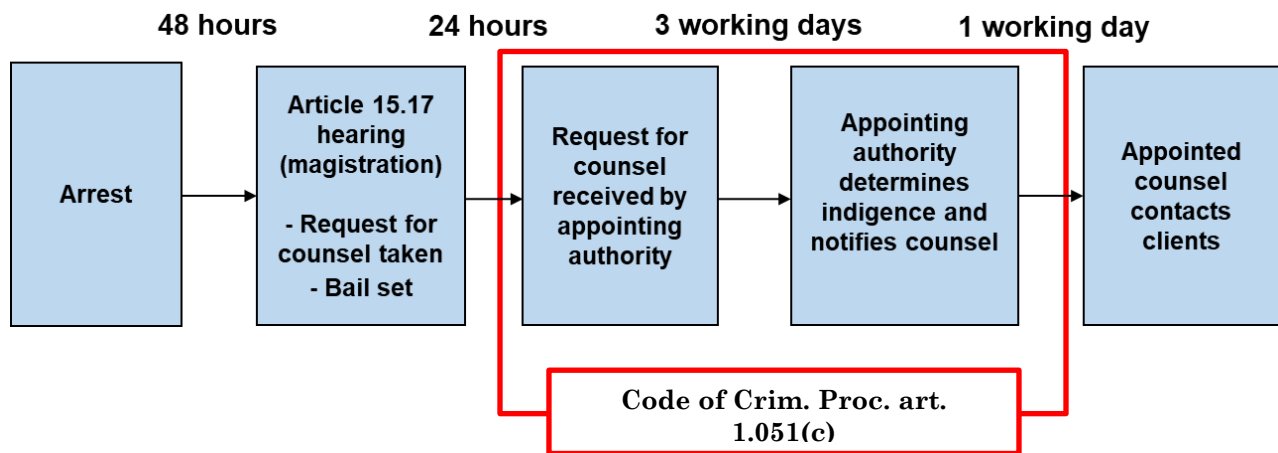 48 hours
24 hours
3 working days
1 working day
Arrest
Article 15.17
hearing
(magistration)
- Request for
counsel taken
- Bail set
Request for
counsel
received by
appointing
authority
Appointing
authority
determines
indigence and
notifies counsel
Appointed
counsel
contacts
clients
Code of Crim. Proc. art.
1.051(c)